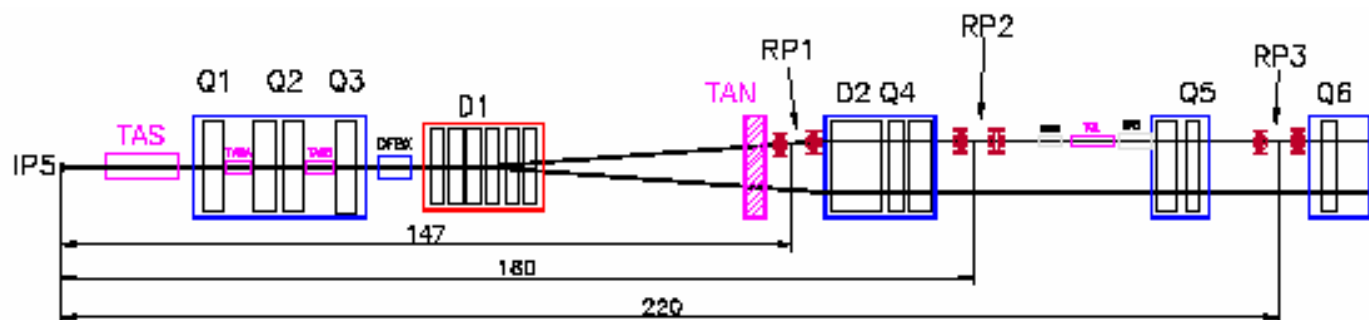 RP2
RP1
RP3
Q1
Q2
Q3
D1
TAN
D2
Q4
Q5
Q6
TAS
DFBX
IP5
147
180
220